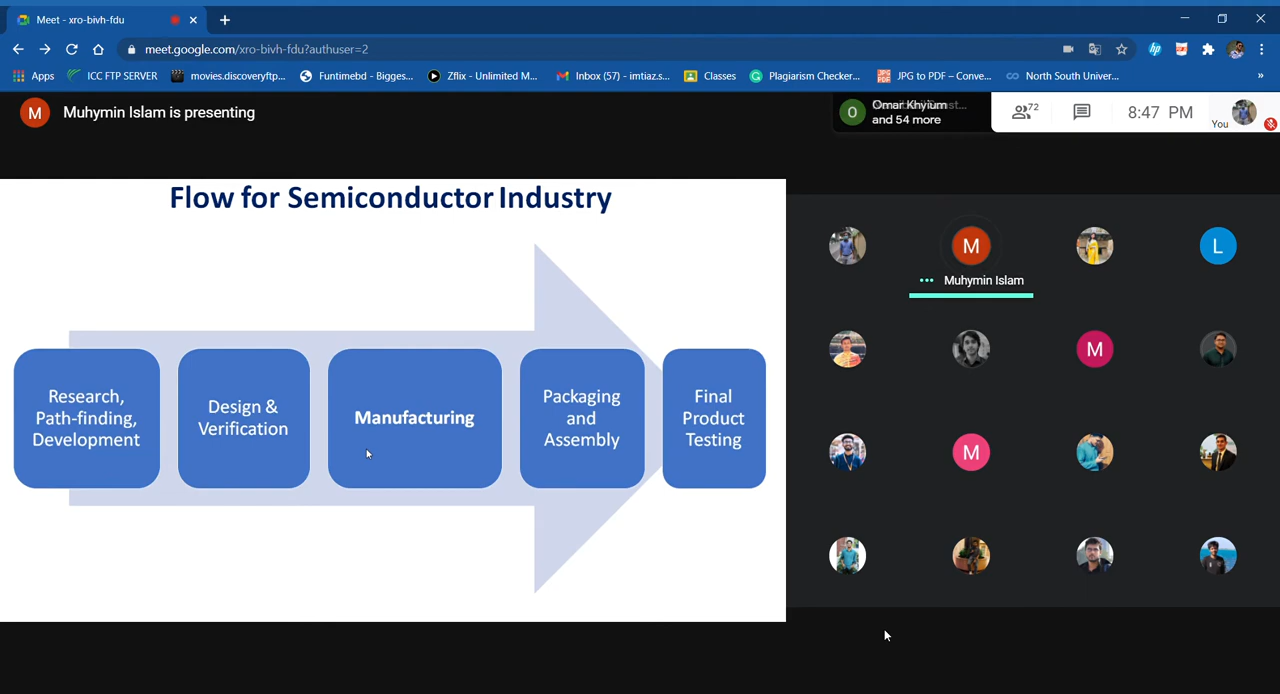 Meet - xro-bivh-fdu
meet.google.com/xro-bivh-fdu?authuser=2
Apps
ICC FTP SERVER
movies.discoveryftp...
Funtimebd - Bigges...
Zflix - Unlimited M...
Inbox (57) - imtiaz.s...
Classes
Plagiarism Checker...
JPG to PDF – Conve...
North South Univer...
»
M
Muhymin Islam is presenting
O
Omar Khyium
and 54 more
72
8:47 PM
You
Flow for Semiconductor Industry
Research,
Path-finding,
Development
Design &
Verification
Manufacturing
Packaging
and
Assembly
Final
Product
Testing
M
L
Muhymin Islam
M
M